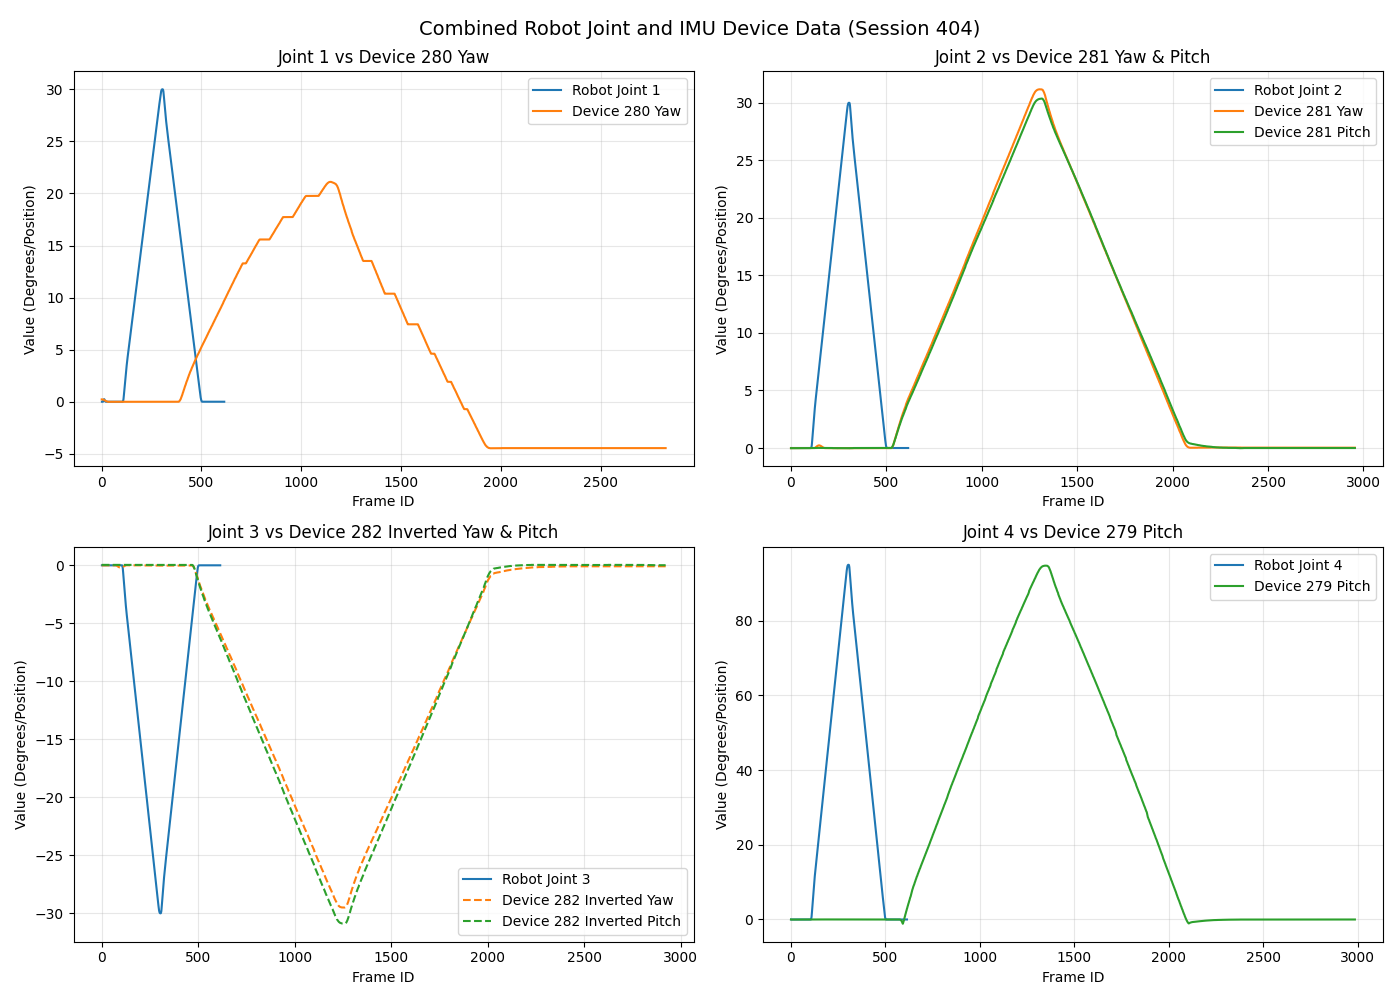 Combined Robot Joint and IMU Device Data (Session 404)
Joint 1 vs Device 280 Yaw
Value (Degrees/Position)
30
25
20
15
10
5
0
−5
Robot Joint 1
Device 280 Yaw
0
500
1000
1500
2000
2500
Frame ID
Joint 2 vs Device 281 Yaw & Pitch
Value (Degrees/Position)
30
25
20
15
10
5
0
Robot Joint 2
Device 281 Yaw
Device 281 Pitch
0
500
1000
1500
2000
2500
3000
Frame ID
Joint 3 vs Device 282 Inverted Yaw & Pitch
Value (Degrees/Position)
0
−5
−10
−15
−20
−25
−30
Robot Joint 3
Device 282 Inverted Yaw
Device 282 Inverted Pitch
0
500
1000
1500
2000
2500
3000
Frame ID
Joint 4 vs Device 279 Pitch
Value (Degrees/Position)
80
60
40
20
0
Robot Joint 4
Device 279 Pitch
0
500
1000
1500
2000
2500
3000
Frame ID